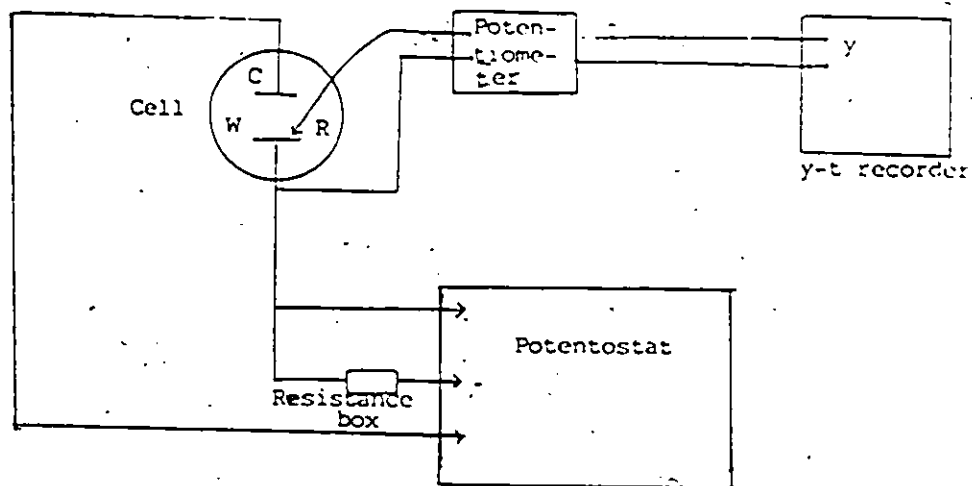 Poten-
tiome-
ter
y
C
Cell
W
R
y-t recorder
Potentostat
Resistance
box